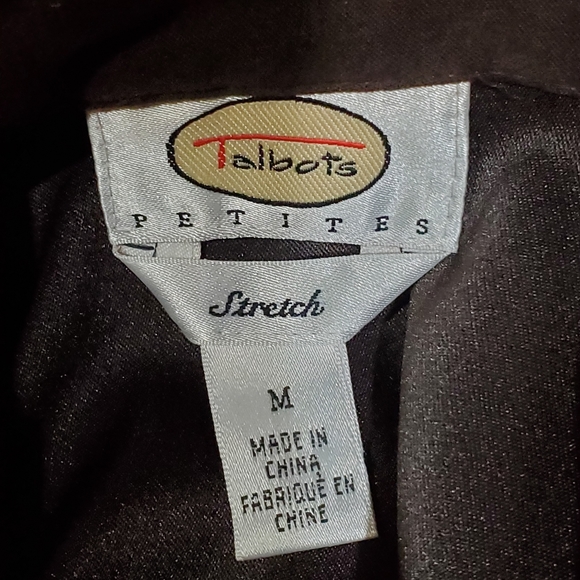 Talbots
PETITES
Stretch
M
MADE IN
CHINA
FABRIQUÉ EN
CHINE